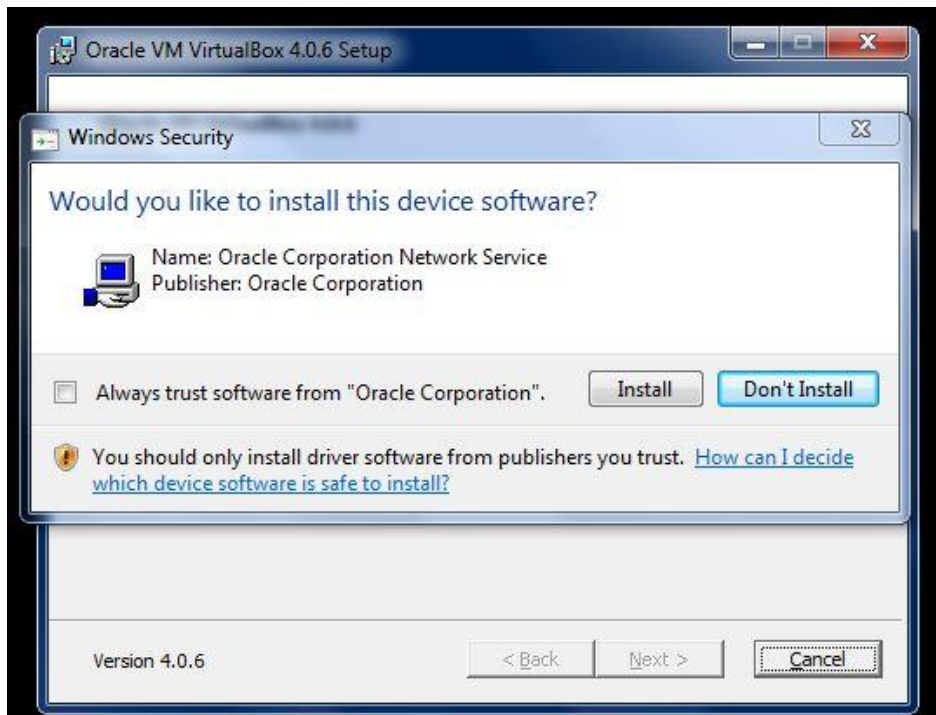 Oracle VM VirtualBox 4.0.6 Setup
Windows Security
Would you like to install this device software?
Name: Oracle Corporation Network Service
Publisher: Oracle Corporation
Always trust software from "Oracle Corporation".
Install
Don't Install
You should only install driver software from publishers you trust. How can I decide
which device software is safe to install?
Version 4.0.6
< Back
Next >
Cancel